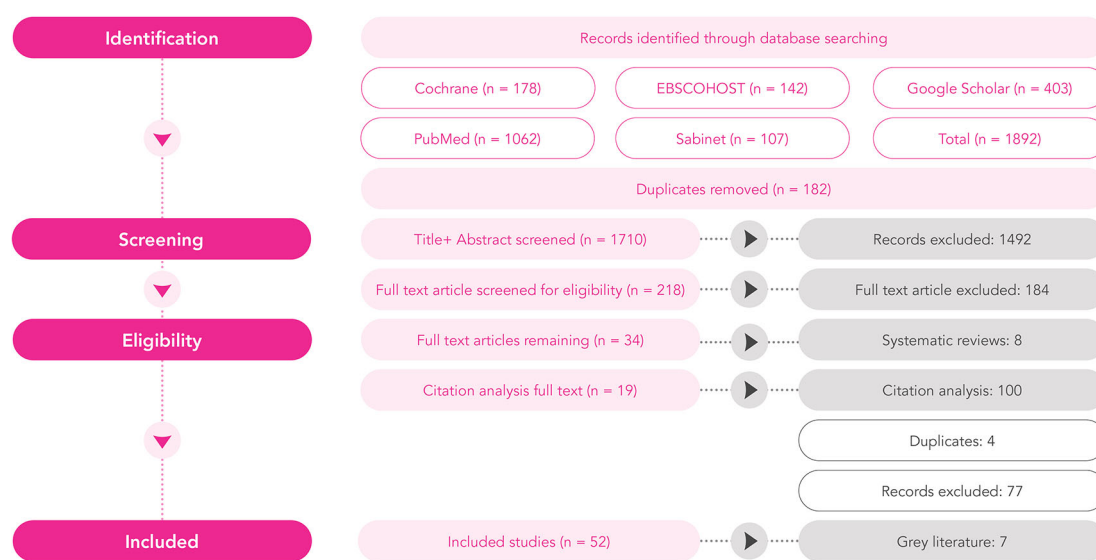 Identification
Records identified through database searching
Cochrane (n = 178)
EBSCOHOST (n = 142)
Google Scholar (n = 403)
PubMed (n = 1062)
Sabinet (n = 107)
Total (n = 1892)
Duplicates removed (n = 182)
Screening
Title+ Abstract screened (n = 1710)
Records excluded: 1492
Full text article screened for eligibility (n = 218)
Full text article excluded: 184
Eligibility
Full text articles remaining (n = 34)
Systematic reviews: 8
Citation analysis full text (n = 19)
Citation analysis: 100
Duplicates: 4
Records excluded: 77
Included
Included studies (n = 52)
Grey literature: 7